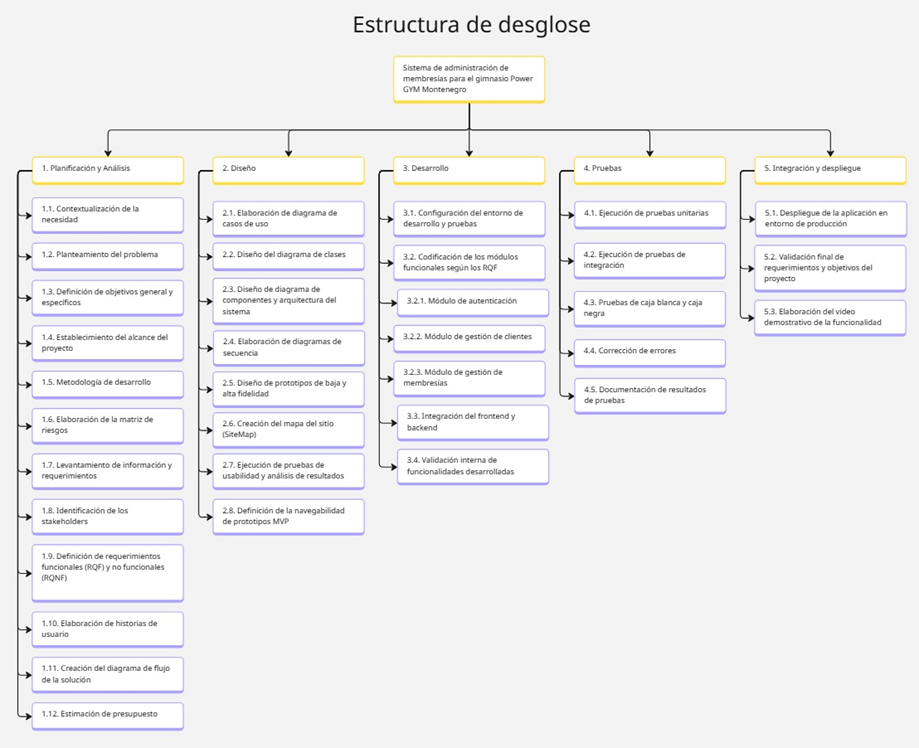 Estructura de desglose
Sistema de administración de
membresías para el gimnasio Power
GYM Montenegro
1. Planificación y Análisis
1.1. Contextualización de la
necesidad
1.2. Planteamiento del problema
1.3. Definición de objetivos general y
específicos
1.4. Establecimiento del alcance del
proyecto
1.5. Metodología de desarrollo
1.6. Elaboración de la matriz de
riesgos
1.7. Levantamiento de información y
requerimientos
1.8. Identificación de los
stakeholders
1.9. Definición de requerimientos
funcionales (RQF) y no funcionales
(RQNF)
1.10. Elaboración de historias de
usuario
1.11. Creación del diagrama de flujo
de la solución
1.12. Estimación de presupuesto
2. Diseño
2.1. Elaboración de diagrama de
casos de uso
2.2. Diseño del diagrama de clases
2.3. Diseño de diagrama de
componentes y arquitectura del
sistema
2.4. Elaboración de diagramas de
secuencia
2.5. Diseño de prototipos de baja y
alta fidelidad
2.6. Creación del mapa del sitio
(SiteMap)
2.7. Ejecución de pruebas de
usabilidad y análisis de resultados
2.8. Definición de la navegabilidad
de prototipos MVP
3. Desarrollo
3.1. Configuración del entorno de
desarrollo y pruebas
3.2. Codificación de los módulos
funcionales según los RQF
3.2.1. Módulo de autenticación
3.2.2. Módulo de gestión de clientes
3.2.3. Módulo de gestión de
membresías
3.3. Integración del frontend y
backend
3.4. Validación interna de
funcionalidades desarrolladas
4. Pruebas
4.1. Ejecución de pruebas unitarias
4.2. Ejecución de pruebas de
integración
4.3. Pruebas de caja blanca y caja
negra
4.4. Corrección de errores
4.5. Documentación de resultados
de pruebas
5. Integración y despliegue
5.1. Despliegue de la aplicación en
entorno de producción
5.2. Validación final de
requerimientos y objetivos del
proyecto
5.3. Elaboración del video
demostrativo de la funcionalidad